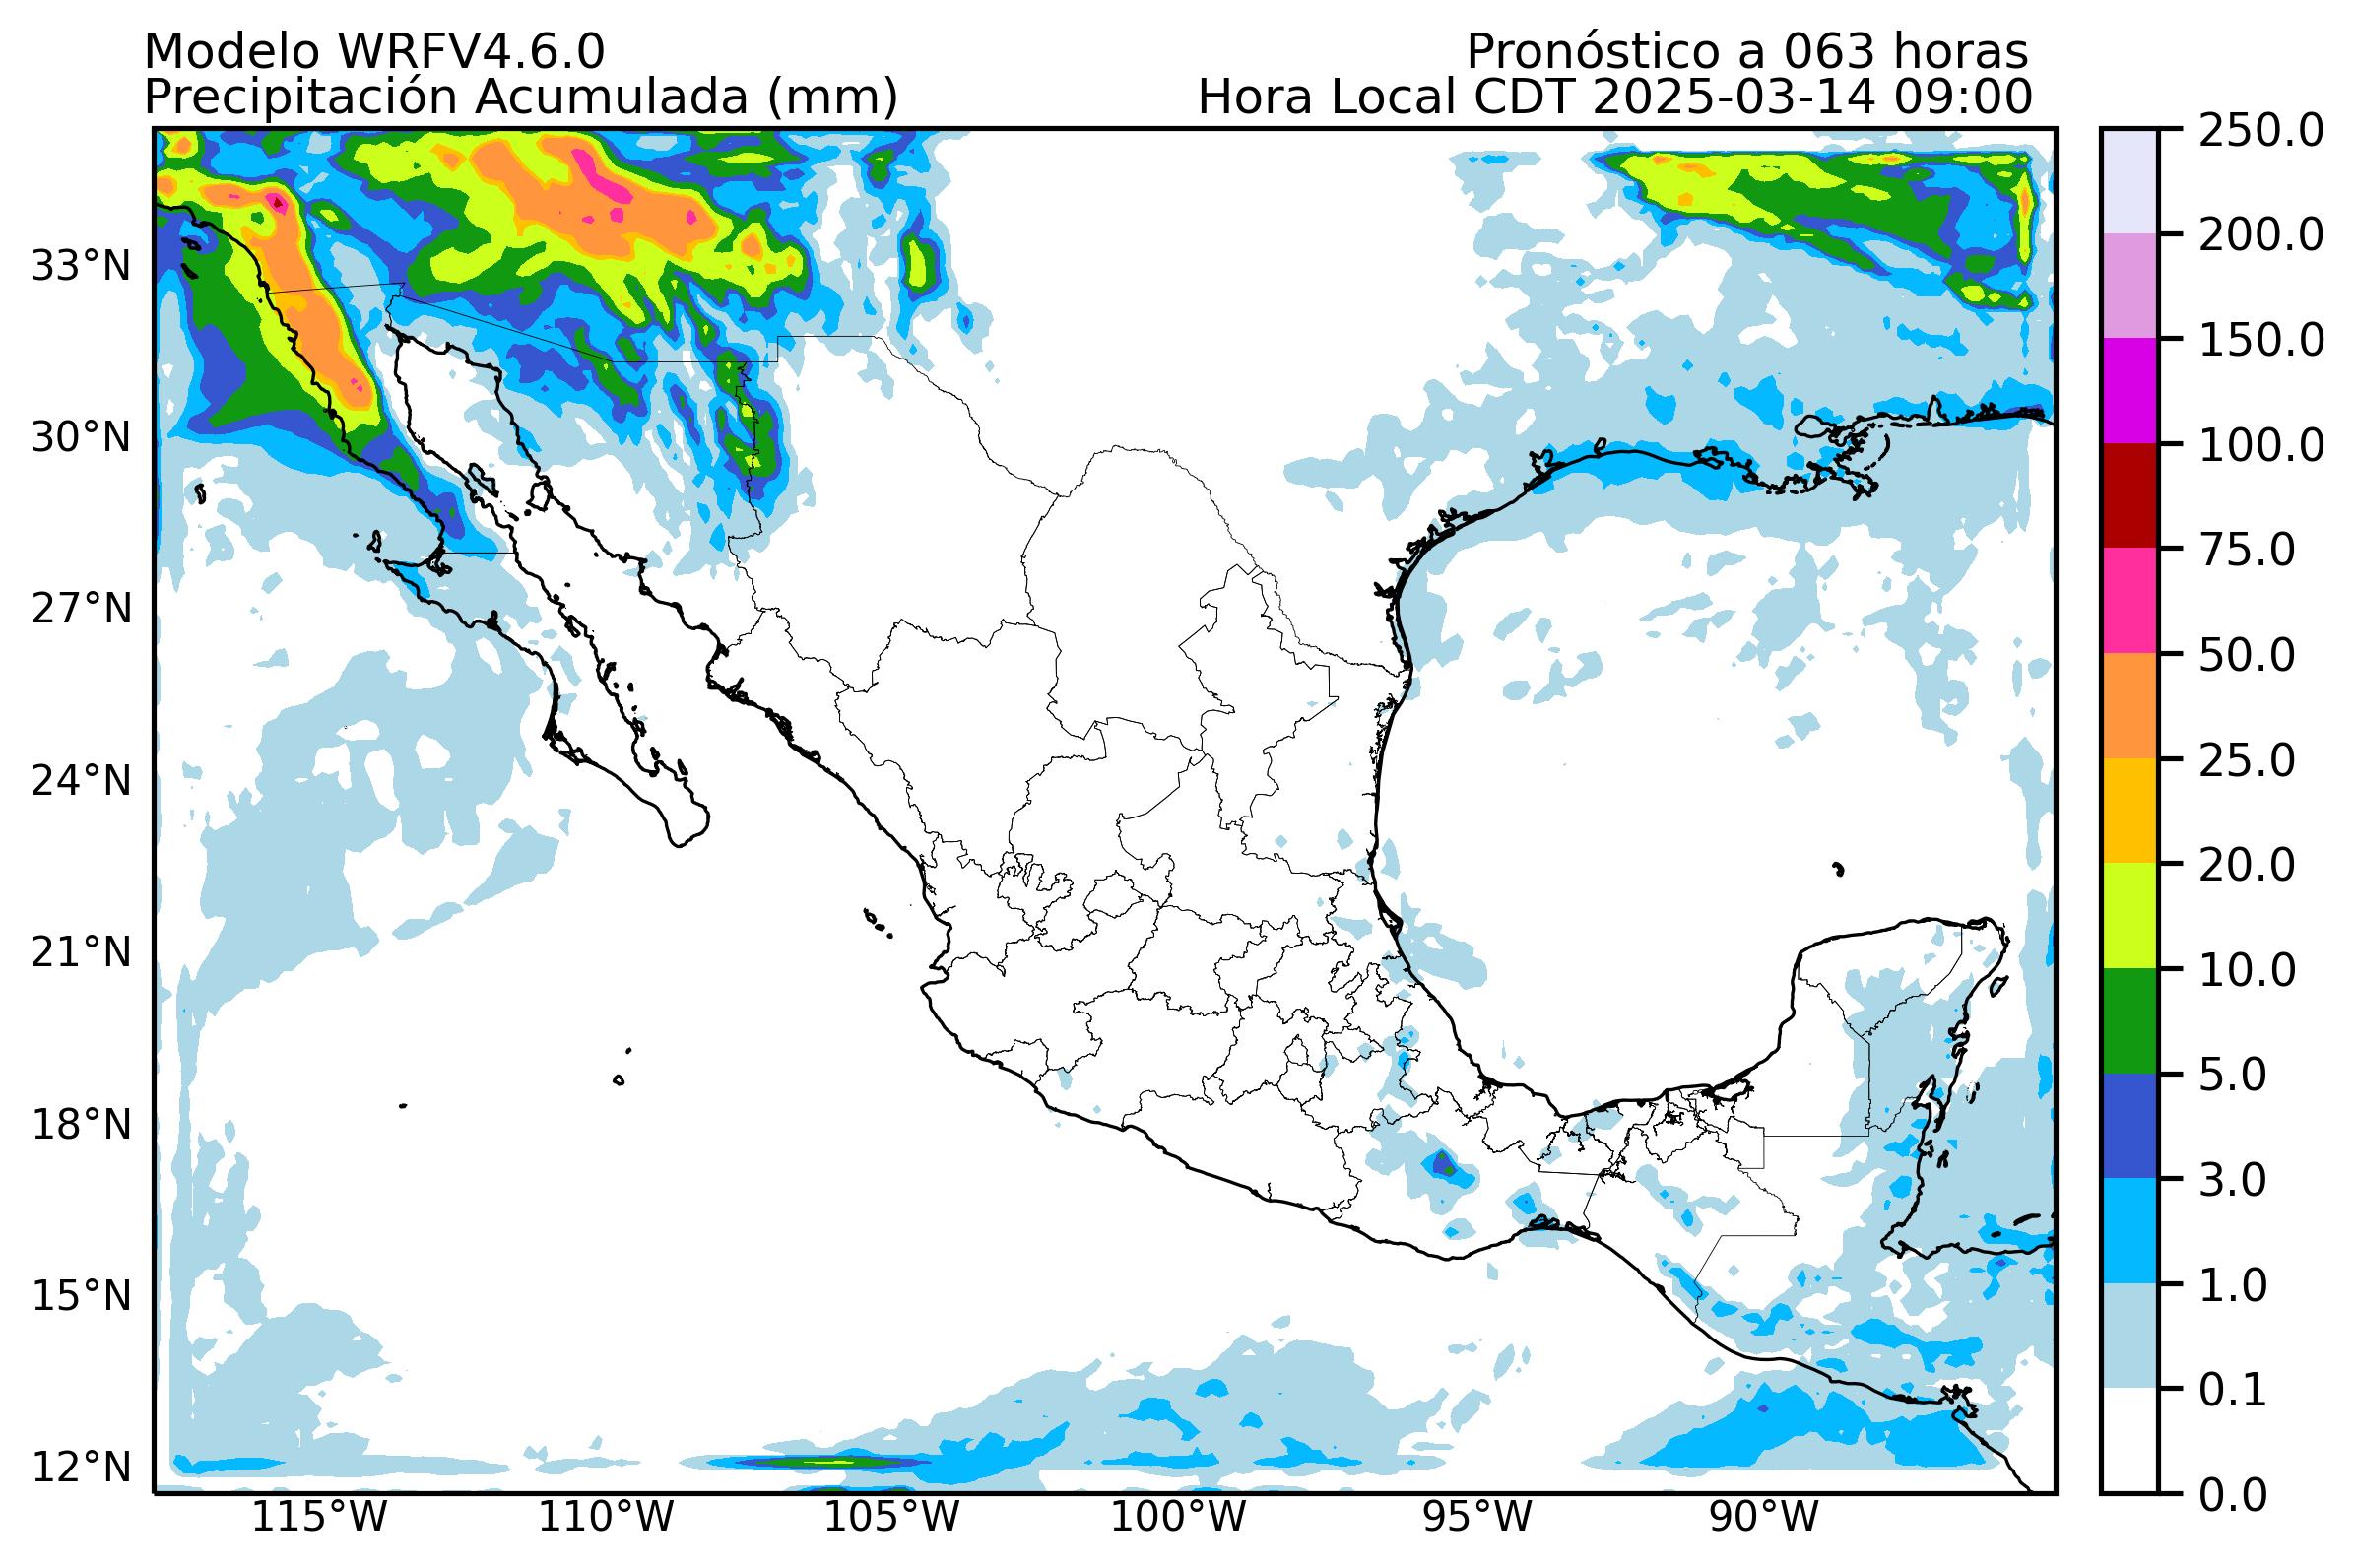 Modelo WRFV4.6.0
Pronóstico a 063 horas
Precipitación Acumulada (mm)
Hora Local CDT 2025-03-14 09:00
33°N
30°N
27°N
24°N
21°N
18°N
15°N
12°N
115°W
110°W
105°W
100°W
95°W
90°W
250.0
200.0
150.0
100.0
75.0
50.0
25.0
20.0
10.0
5.0
3.0
1.0
0.1
0.0